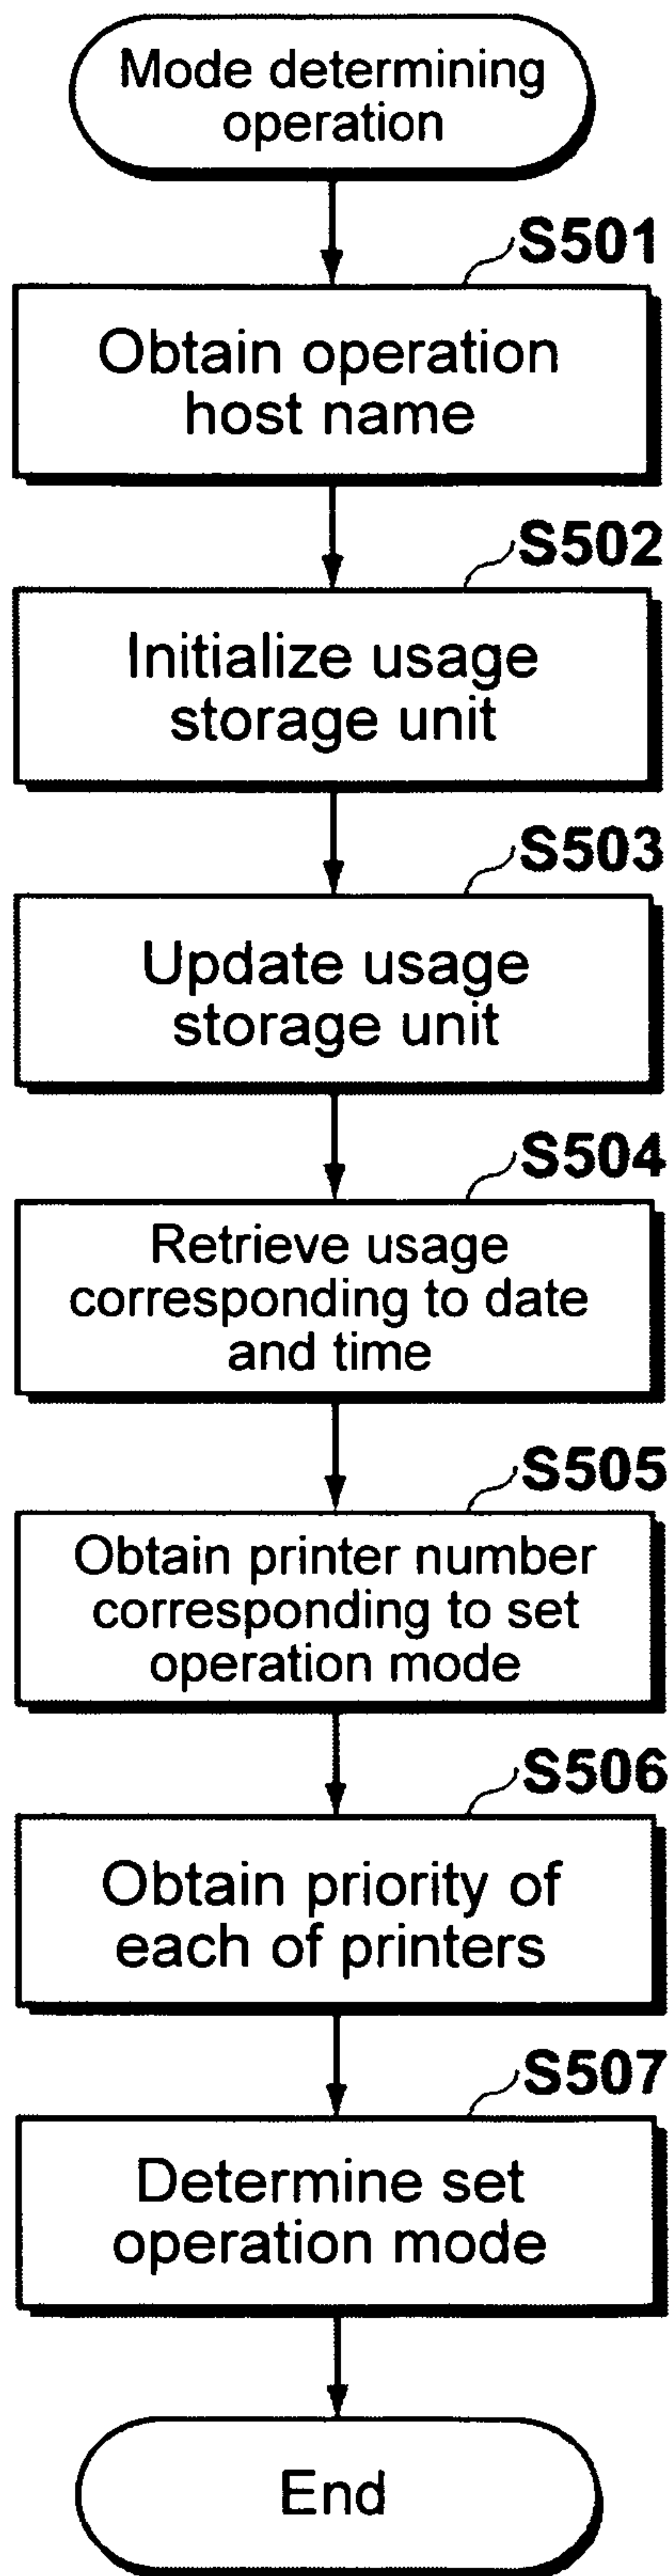 Mode determining
operation
S501
Obtain operation
host name
S502
Initialize usage
storage unit
S503
Update usage
storage unit
S504
Retrieve usage
corresponding to date
and time
S505
Obtain printer number
corresponding to set
operation mode
S506
Obtain priority of
each of printers
S507
Determine set
operation mode
End